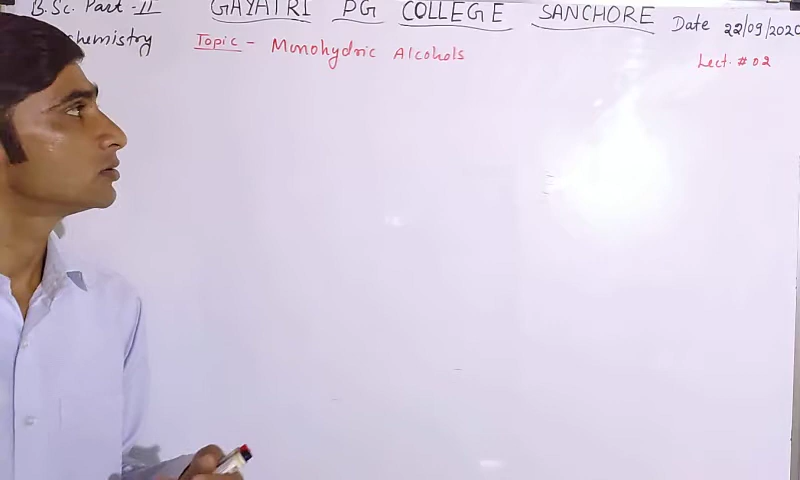 B.Sc. Part-II GAYATRI PG COLLEGE SANCHORE Date 22/09/2020
chemistry Topic - Monohydric Alcohols Lect. # 02